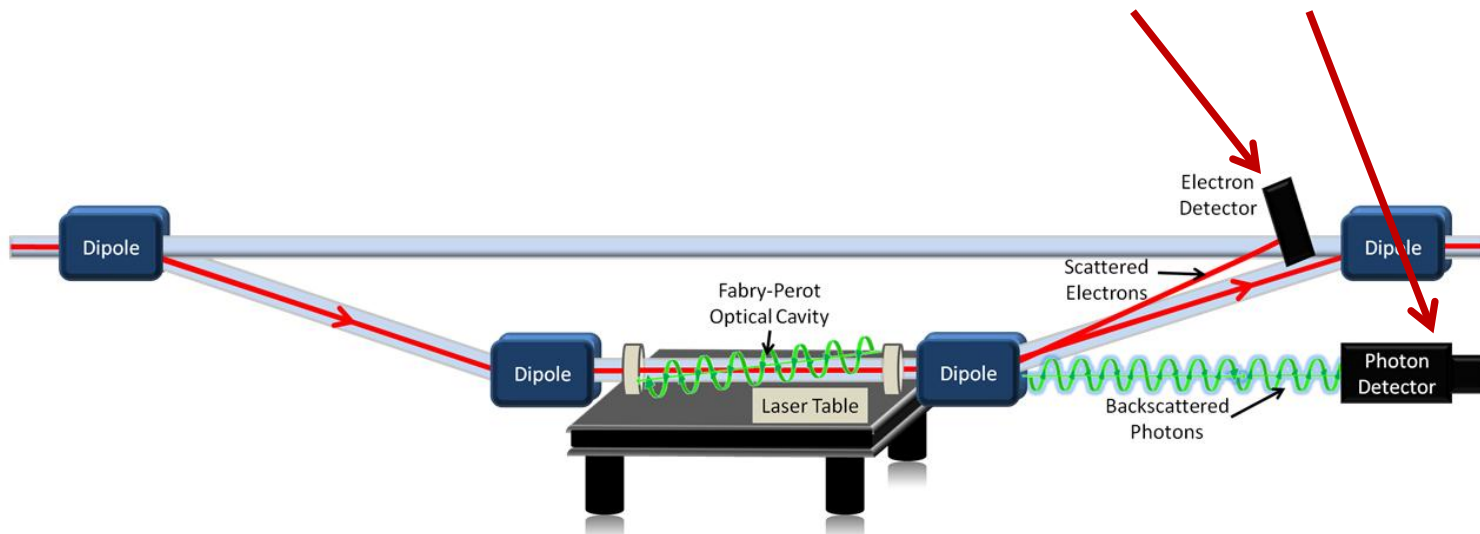 Electron
Detector
Dipole
Dipole
Scattered
Electrons
Fabry-Perot
Optical Cavity
Dipole
Dipole
Photon
Detector
Laser Table
Backscattered
Photons